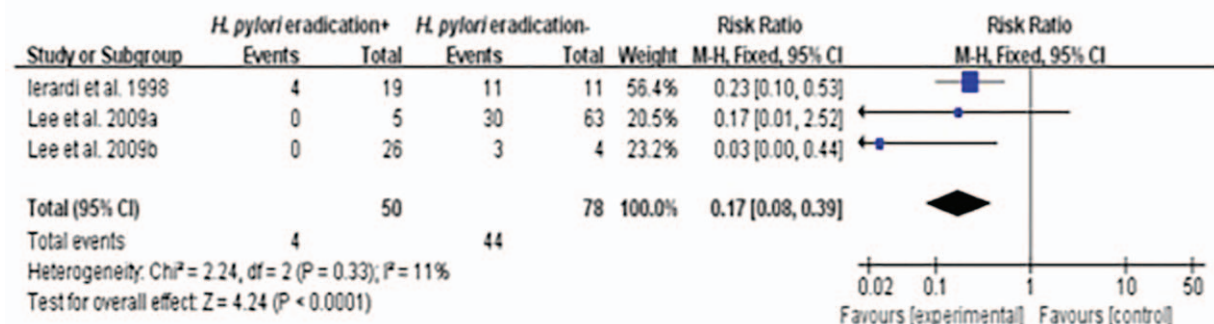 H. pylori eradication+ H. pylori eradication- Risk Ratio Risk Ratio
Study or Subgroup Events Total Events Total Weight M-H, Fixed, 95% CI M-H, Fixed, 95% CI
Ierardi et al. 1998 4 19 11 11 56.4% 0.23 [0.10, 0.53]
Lee et al. 2009a 0 5 30 63 20.5% 0.17 [0.01, 2.52]
Lee et al. 2009b 0 26 3 4 23.2% 0.03 [0.00, 0.44]
Total (95% CI) 50 78 100.0% 0.17 [0.08, 0.39]
Total events 4 44
Heterogeneity: Chi² = 2.24, df = 2 (P = 0.33); I² = 11%
Test for overall effect: Z = 4.24 (P < 0.0001)
0.02 0.1 1 10 50
Favours [experimental] Favours [control]